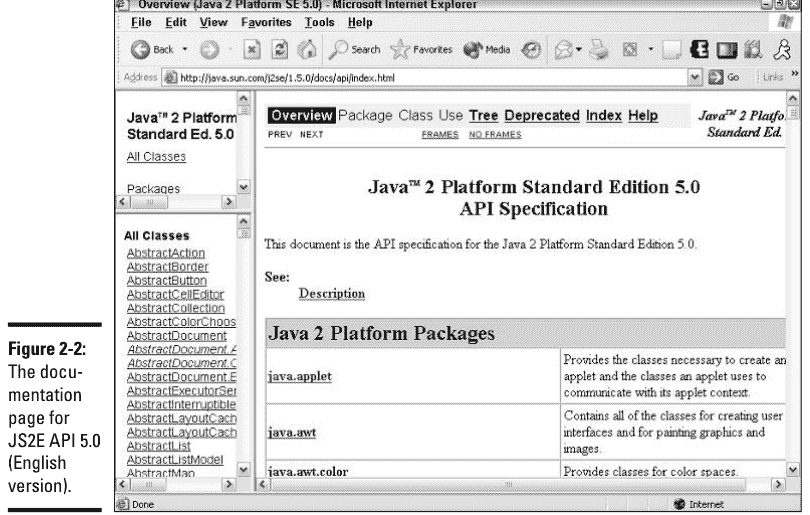 Overview (Java 2 Platform SE 5.0) - Microsoft Internet Explorer
File Edit View Favorites Tools Help
Back Search Favorites Media
Address http://java.sun.com/j2se/1.5.0/docs/api/index.html Go Links »
Java™ 2 Platform
Standard Ed. 5.0
All Classes
Packages
All Classes
AbstractAction
AbstractBorder
AbstractButton
AbstractCellEditor
AbstractCollection
AbstractColorChoos
AbstractDocument
AbstractDocument.A
AbstractDocument.C
AbstractDocument.E
AbstractExecutorSer
AbstractInterruptible
AbstractLayoutCach
AbstractLayoutCach
AbstractList
AbstractListModel
AbstractMap
Overview Package Class Use Tree Deprecated Index Help
PREV NEXT FRAMES NO FRAMES
Java™ 2 Platfo
Standard Ed.
Java™ 2 Platform Standard Edition 5.0
API Specification
This document is the API specification for the Java 2 Platform Standard Edition 5.0.
See:
Description
Java 2 Platform Packages
java.applet
Provides the classes necessary to create an
applet and the classes an applet uses to
communicate with its applet context.
java.awt
Contains all of the classes for creating user
interfaces and for painting graphics and
images.
java.awt.color
Provides classes for color spaces.
Done
Internet
Figure 2-2:
The docu-
mentation
page for
JS2E API 5.0
(English
version).